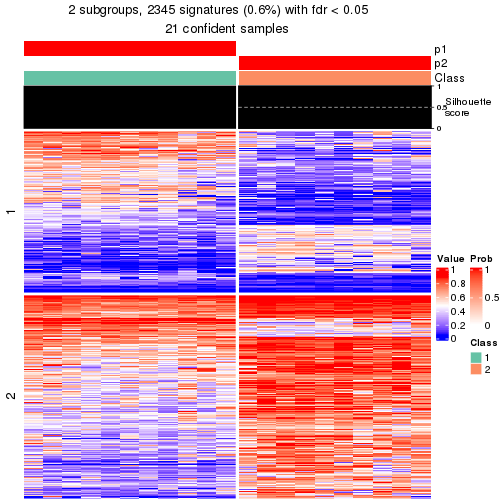 2 subgroups, 2345 signatures (0.6%) with fdr < 0.05
21 confident samples
p1
p2
Class
1
0.5
0
Silhouette
score
1
2
Value
1
0.8
0.6
0.4
0.2
0
Prob
1
0.5
0
Class
1
2